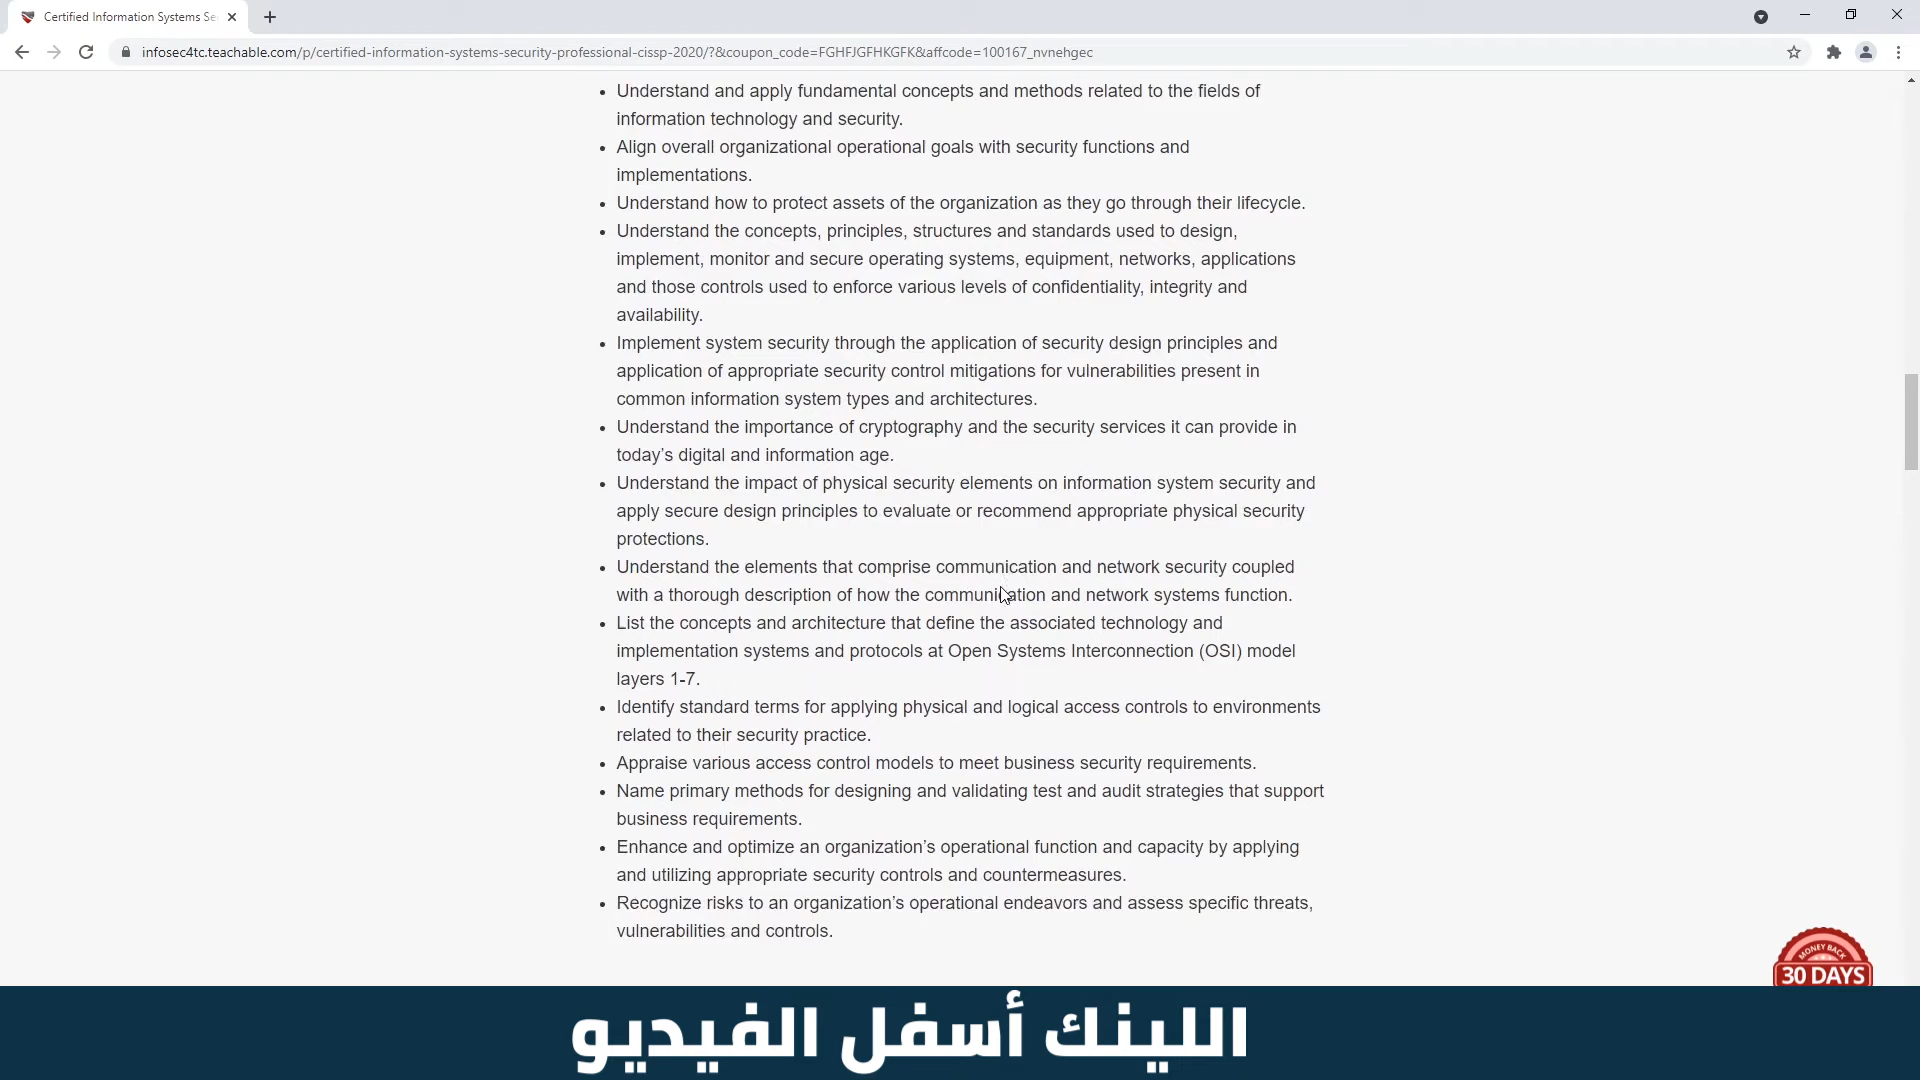 Certified Information Systems Se
infosec4tc.teachable.com/p/certified-information-systems-security-professional-cissp-2020/?&coupon_code=FGHFJGFHKGFK&affcode=100167_nvnehgec
• Understand and apply fundamental concepts and methods related to the fields of
information technology and security.
• Align overall organizational operational goals with security functions and
implementations.
• Understand how to protect assets of the organization as they go through their lifecycle.
• Understand the concepts, principles, structures and standards used to design,
implement, monitor and secure operating systems, equipment, networks, applications
and those controls used to enforce various levels of confidentiality, integrity and
availability.
• Implement system security through the application of security design principles and
application of appropriate security control mitigations for vulnerabilities present in
common information system types and architectures.
• Understand the importance of cryptography and the security services it can provide in
today’s digital and information age.
• Understand the impact of physical security elements on information system security and
apply secure design principles to evaluate or recommend appropriate physical security
protections.
• Understand the elements that comprise communication and network security coupled
with a thorough description of how the communication and network systems function.
• List the concepts and architecture that define the associated technology and
implementation systems and protocols at Open Systems Interconnection (OSI) model
layers 1-7.
• Identify standard terms for applying physical and logical access controls to environments
related to their security practice.
• Appraise various access control models to meet business security requirements.
• Name primary methods for designing and validating test and audit strategies that support
business requirements.
• Enhance and optimize an organization’s operational function and capacity by applying
and utilizing appropriate security controls and countermeasures.
• Recognize risks to an organization’s operational endeavors and assess specific threats,
vulnerabilities and controls.
MONEY BACK
30 DAYS
اللينك أسفل الفيديو